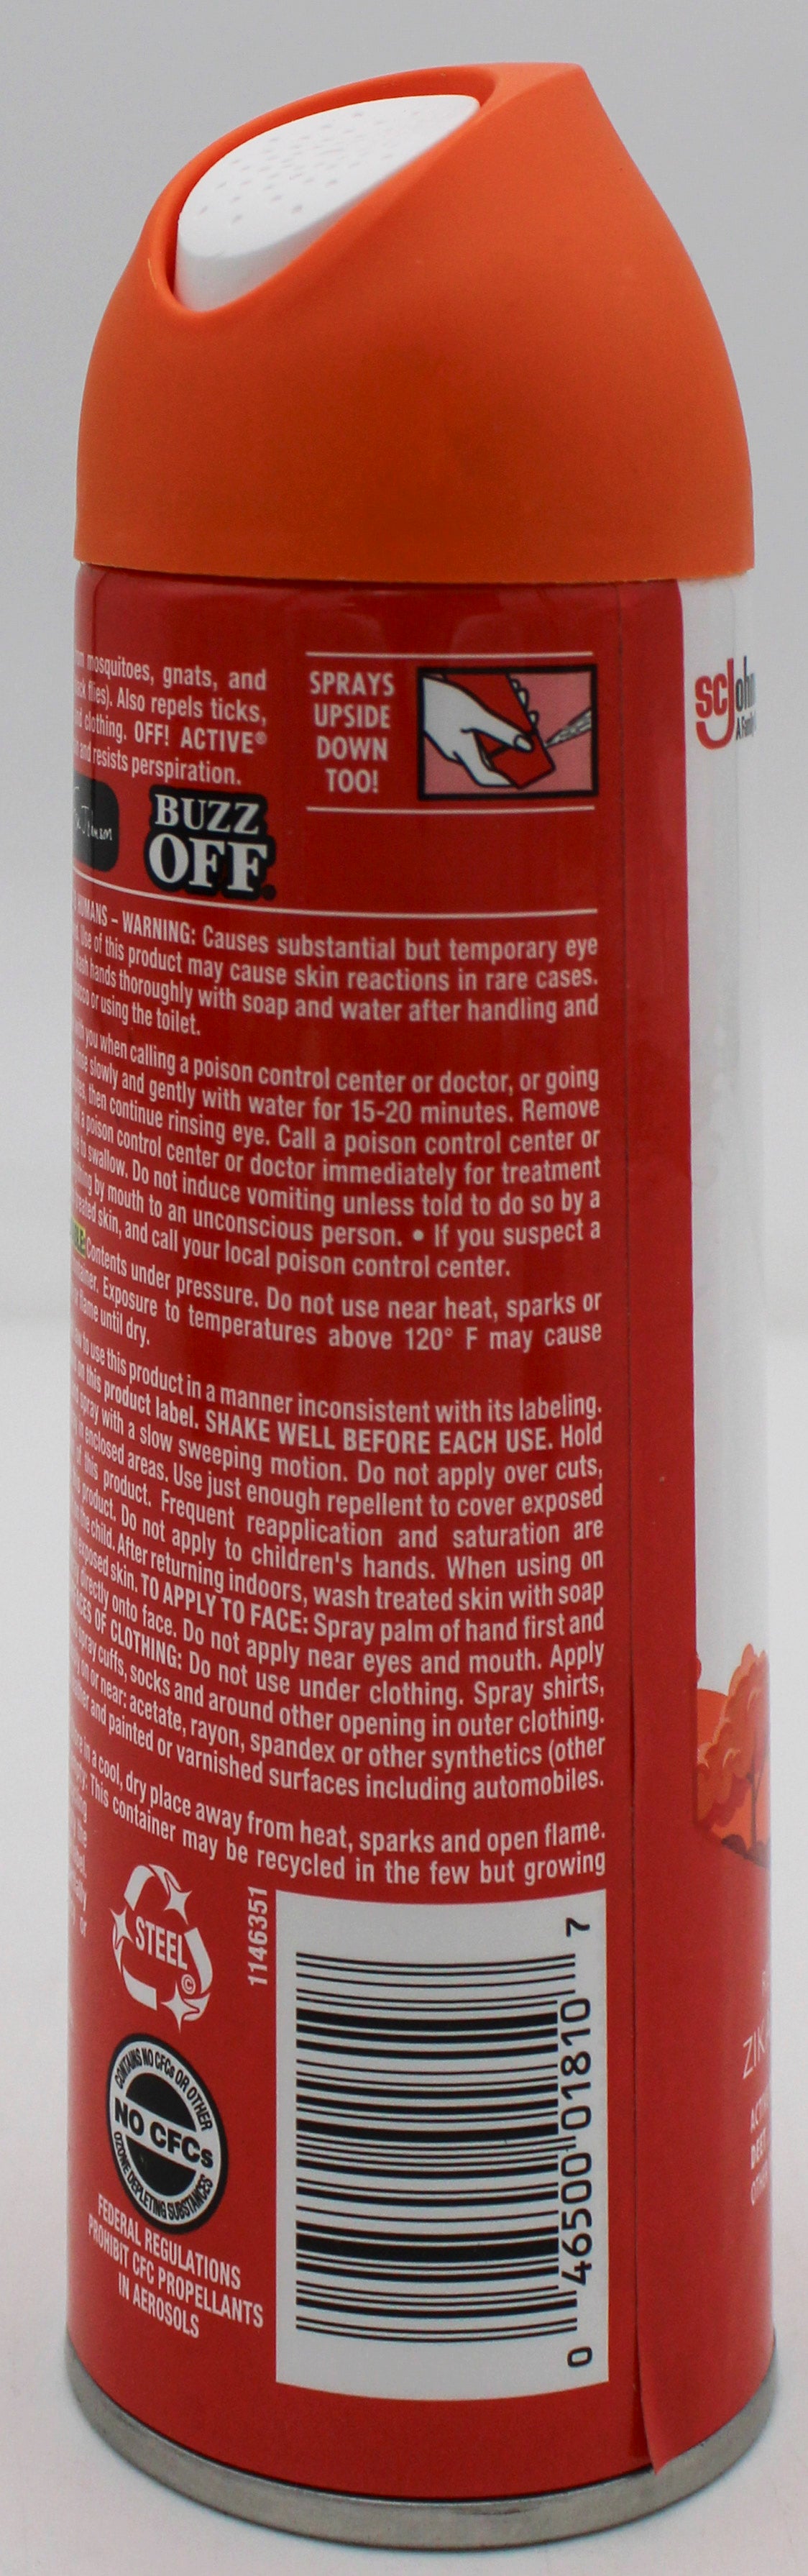 mosquitoes, gnats, and
flies). Also repels ticks,
clothing. OFF! ACTIVE®
and resists perspiration.
SPRAYS
UPSIDE
DOWN
TOO!
BUZZ
OFF®
HUMANS – WARNING: Causes substantial but temporary eye
Use of this product may cause skin reactions in rare cases.
hands thoroughly with soap and water after handling and
or using the toilet.
with you when calling a poison control center or doctor, or going
slowly and gently with water for 15-20 minutes. Remove
then continue rinsing eye. Call a poison control center or
a poison control center or doctor immediately for treatment
to swallow. Do not induce vomiting unless told to do so by a
by mouth to an unconscious person. • If you suspect a
treated skin, and call your local poison control center.
Contents under pressure. Do not use near heat, sparks or
Exposure to temperatures above 120° F may cause
flame until dry.
to use this product in a manner inconsistent with its labeling.
on this product label. SHAKE WELL BEFORE EACH USE. Hold
spray with a slow sweeping motion. Do not apply over cuts,
in enclosed areas. Use just enough repellent to cover exposed
of this product. Frequent reapplication and saturation are
product. Do not apply to children's hands. When using on
the child. After returning indoors, wash treated skin with soap
exposed skin. TO APPLY TO FACE: Spray palm of hand first and
directly onto face. Do not apply near eyes and mouth. Apply
OF CLOTHING: Do not use under clothing. Spray shirts,
spray cuffs, socks and around other opening in outer clothing.
on or near: acetate, rayon, spandex or other synthetics (other
and painted or varnished surfaces including automobiles.
in a cool, dry place away from heat, sparks and open flame.
This container may be recycled in the few but growing
STEEL
©
1146351
CONTAINS NO CFCs OR OTHER
NO CFCs
OZONE DEPLETING SUBSTANCES
FEDERAL REGULATIONS
PROHIBIT CFC PROPELLANTS
IN AEROSOLS
0 46500 01810 7
scjohn
A Family
ZIK